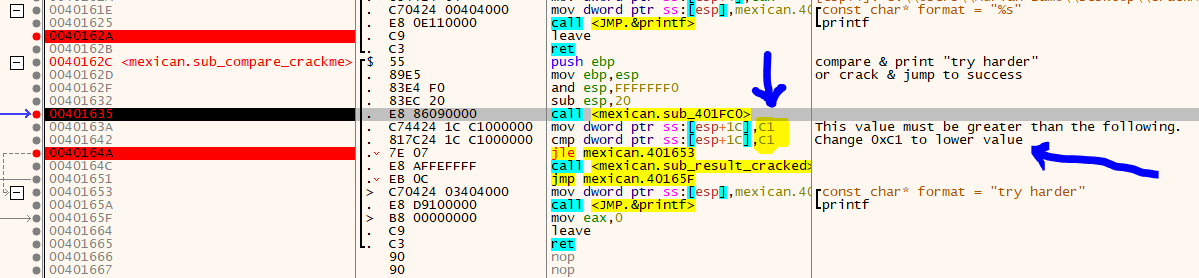 0040161E . C70424 00404000 mov dword ptr ss:[esp],mexican.40 const char* format = "%s"
00401625 . E8 0E110000 call <JMP.&printf> printf
0040162A . C9 leave
0040162B . C3 ret
0040162C <mexican.sub_compare_crackme> $ 55 push ebp compare & print "try harder"
0040162D . 89E5 mov ebp,esp or crack & jump to success
0040162F . 83E4 F0 and esp,FFFFFFF0
00401632 . 83EC 20 sub esp,20
00401635 . E8 86090000 call <mexican.sub_401FC0>
0040163A . C74424 1C C1000000 mov dword ptr ss:[esp+1C],C1 This value must be greater than the following.
00401642 . 817C24 1C C1000000 cmp dword ptr ss:[esp+1C],C1 Change 0xC1 to lower value
0040164A . 7E 07 jle mexican.401653
0040164C . E8 AFFEFFFF call <mexican.sub_result_cracked>
00401651 . EB 0C jmp mexican.40165F
00401653 > C70424 03404000 mov dword ptr ss:[esp],mexican.40 const char* format = "try harder"
0040165A . E8 D9100000 call <JMP.&printf> printf
0040165F > B8 00000000 mov eax,0
00401664 . C9 leave
00401665 . C3 ret
00401666 90 nop
00401667 90 nop